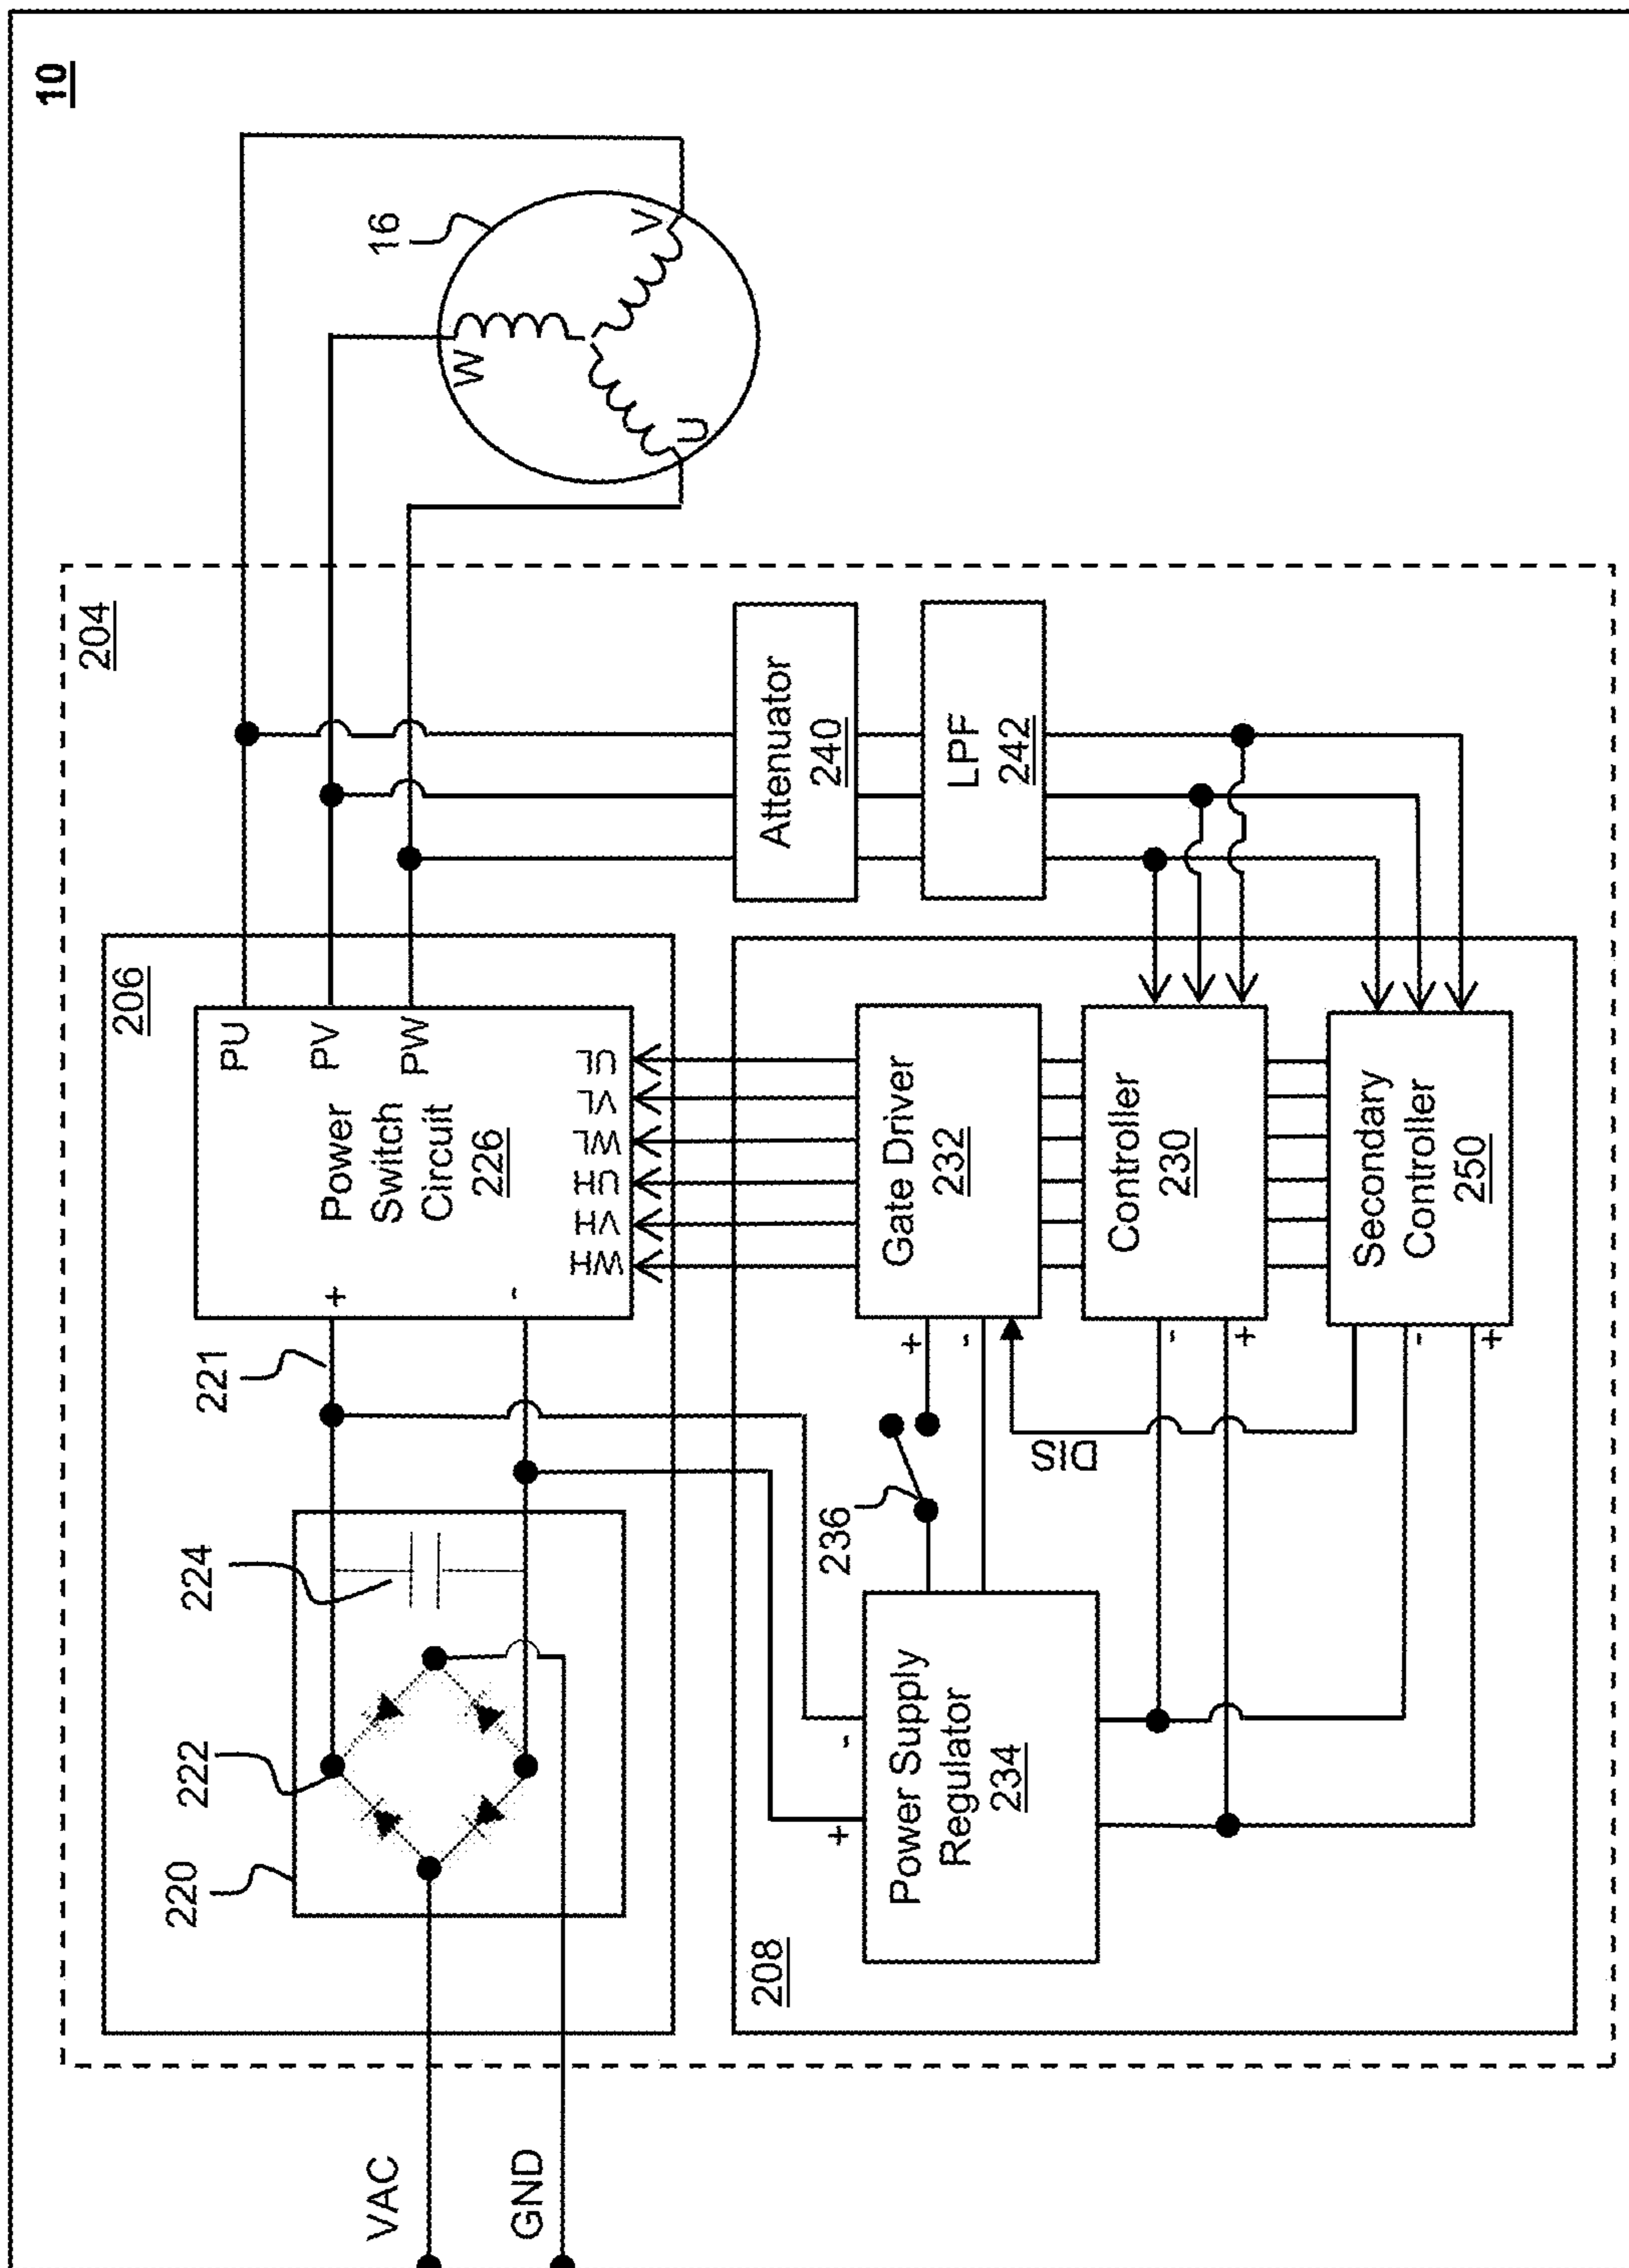 10
204
16
W
V
U
206
PU
PV
PW
Power
Switch
Circuit
226
+
-
UL
VL
WL
UH
VH
WH
221
224
222
220
VAC
GND
Attenuator
240
LPF
242
208
Gate Driver
232
+
-
236
DIS
Controller
230
-
+
Secondary
Controller
250
-
+
Power Supply
Regulator
234
-
+